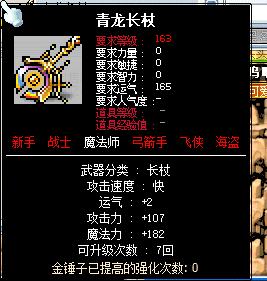 青龙长杖
要求等级： 163
要求力量： 0
要求敏捷： 0
要求智力： 0
要求运气： 165
要求人气度： -
道具等级： -
道具经验值： -
新手 战士 魔法师 弓箭手 飞侠 海盗
武器分类 : 长杖
攻击速度 : 快
运气 : +2
攻击力 : +107
魔法力 : +182
可升级次数 : 7回
金锤子已提高的强化次数: 0